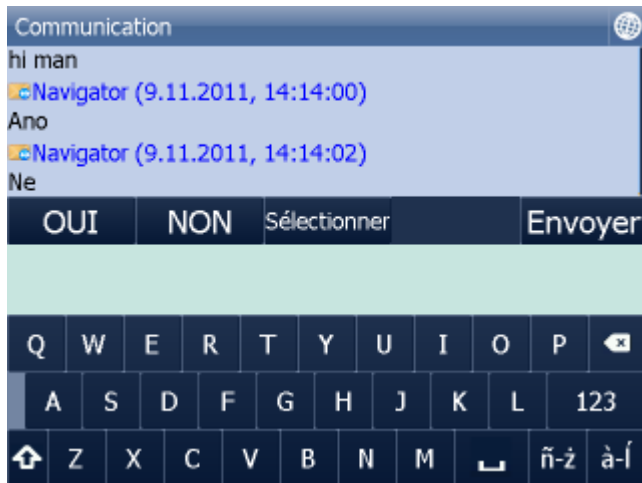 Communication
hi man
Navigator (9.11.2011, 14:14:00)
Ano
Navigator (9.11.2011, 14:14:02)
Ne
OUI NON Sélectionner Envoyer
Q W E R T Y U I O P
A S D F G H J K L 123
Z X C V B N M ñ-ż à-Í